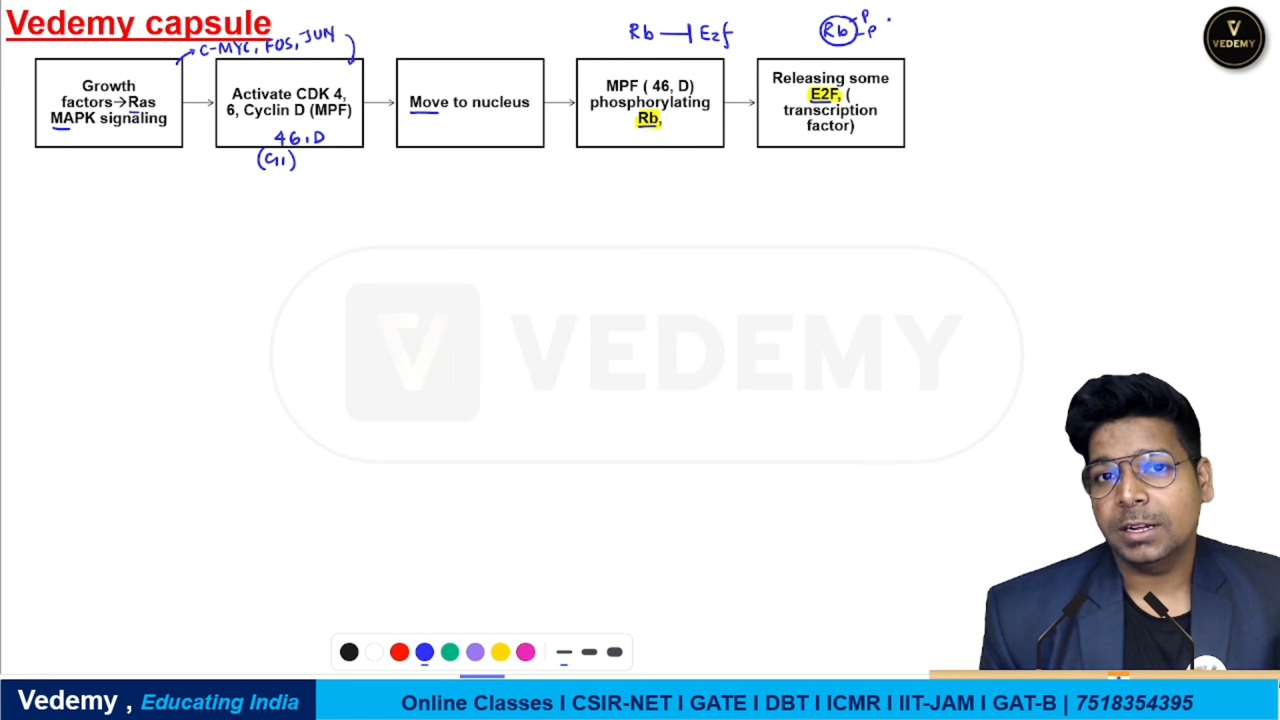 Vedemy capsule
C-MYC, FOS, JUN
Rb ⊣ E2f
Rb P
P
VEDEMY
Growth
factors→Ras
MAPK signaling
Activate CDK 4,
6, Cyclin D (MPF)
46, D
(G1)
Move to nucleus
MPF ( 46, D)
phosphorylating
Rb,
Releasing some
E2F, (
transcription
factor)
VEDEMY
Vedemy , Educating India
Online Classes I CSIR-NET I GATE I DBT I ICMR I IIT-JAM I GAT-B | 7518354395